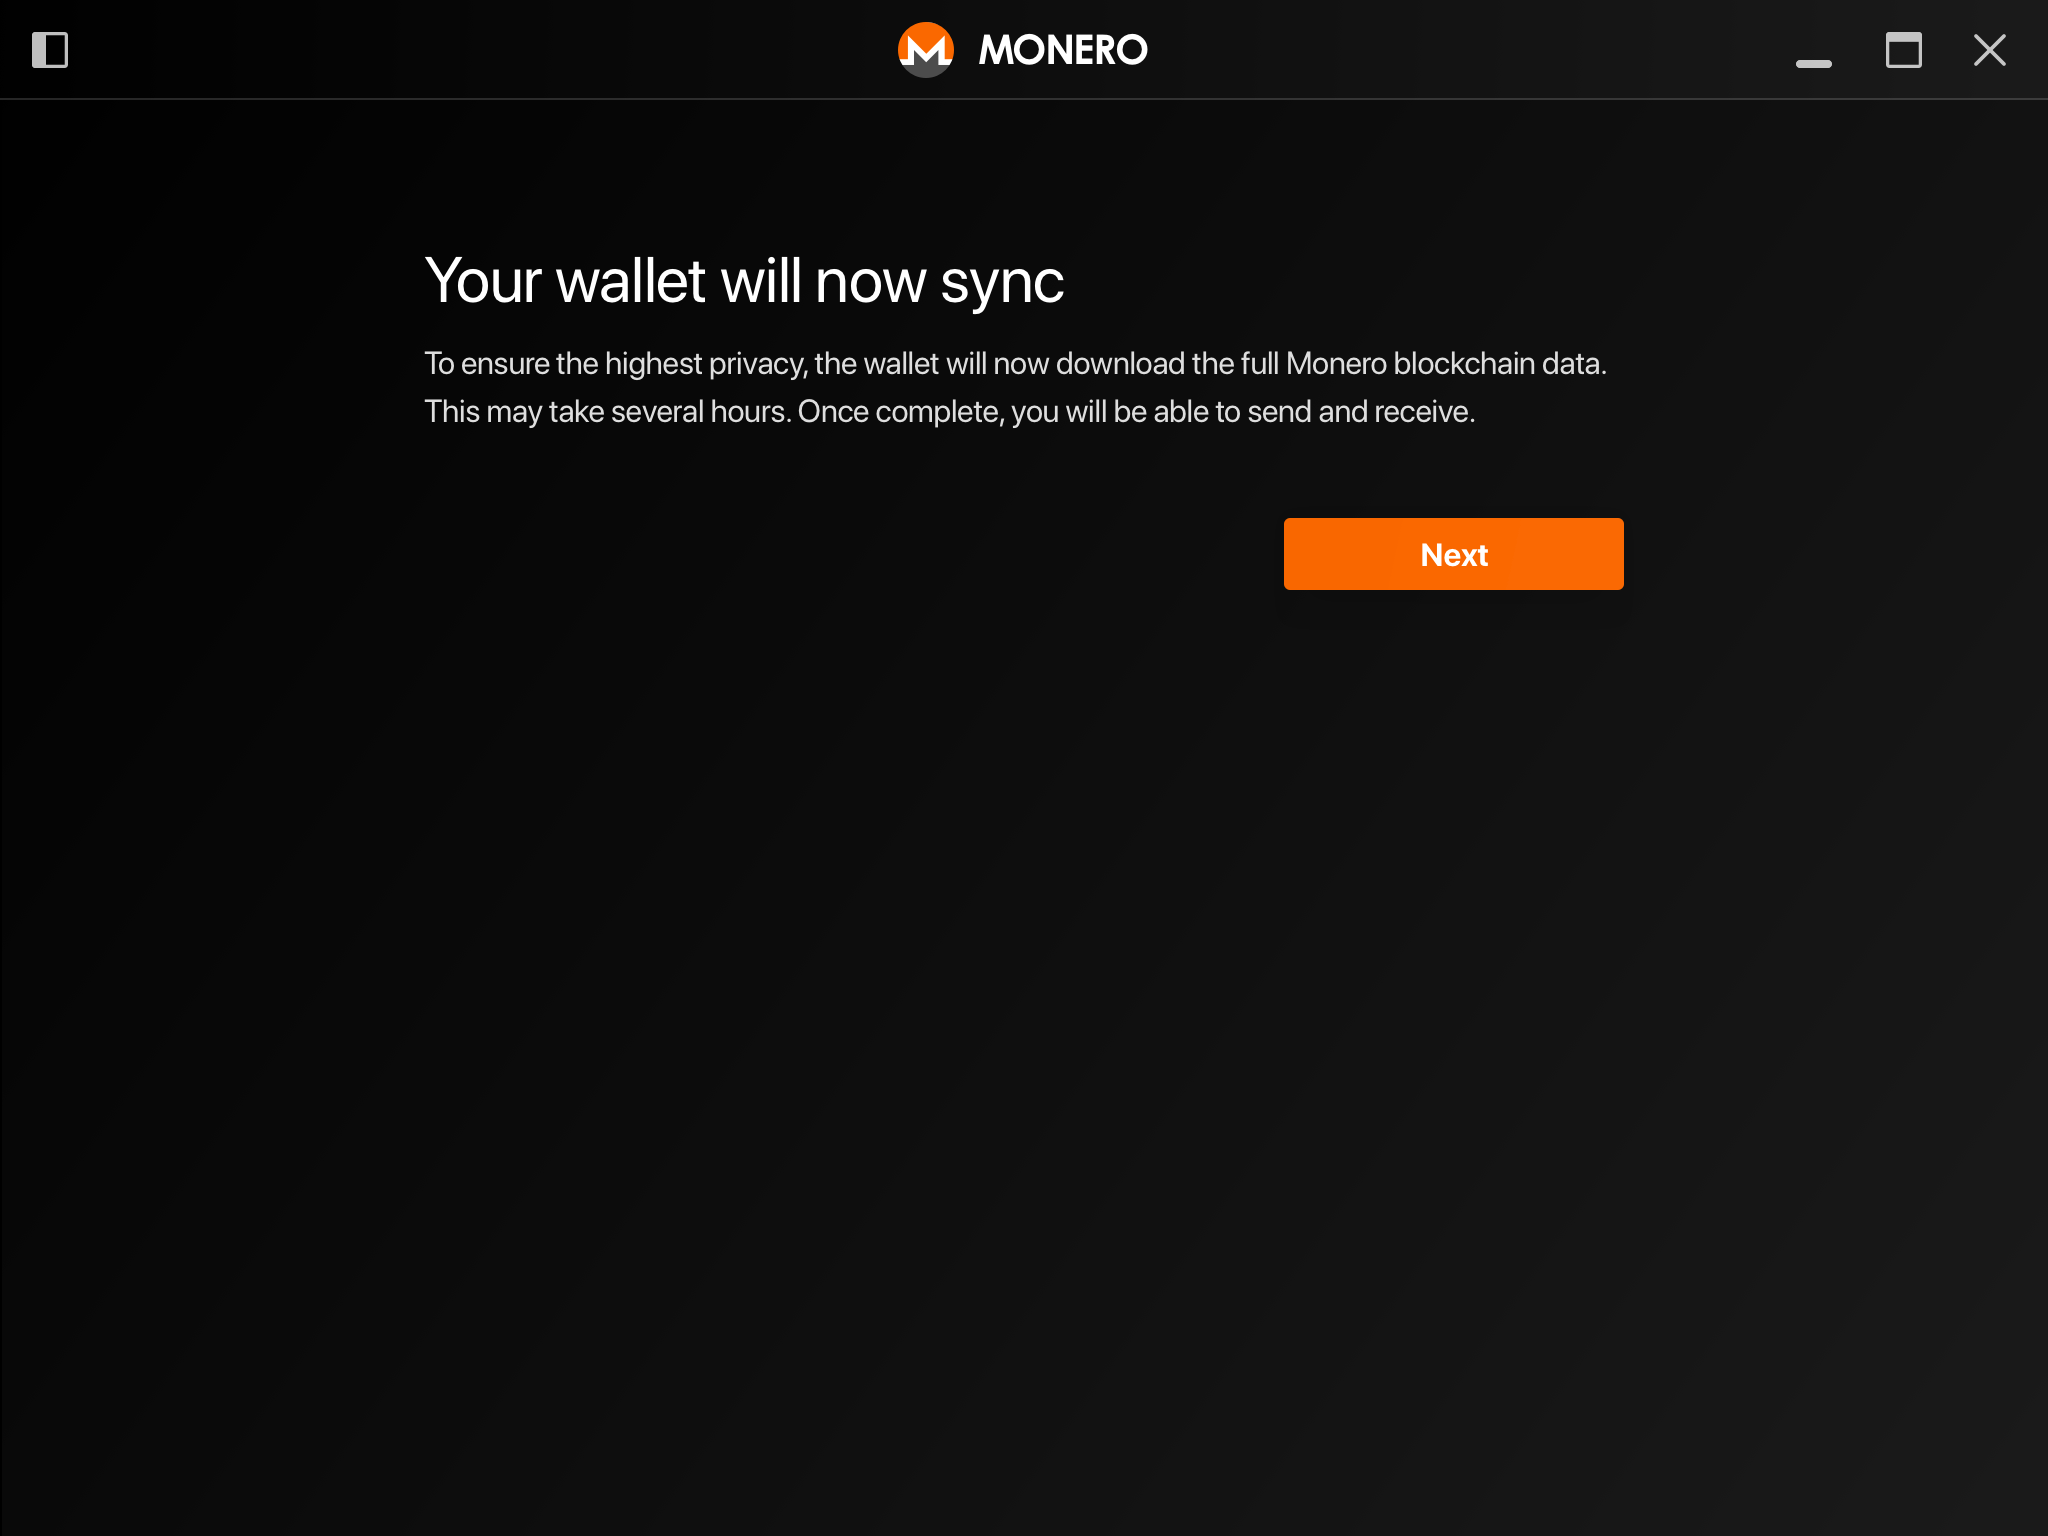 MONERO
Your wallet will now sync
To ensure the highest privacy, the wallet will now download the full Monero blockchain data.
This may take several hours. Once complete, you will be able to send and receive.
Next